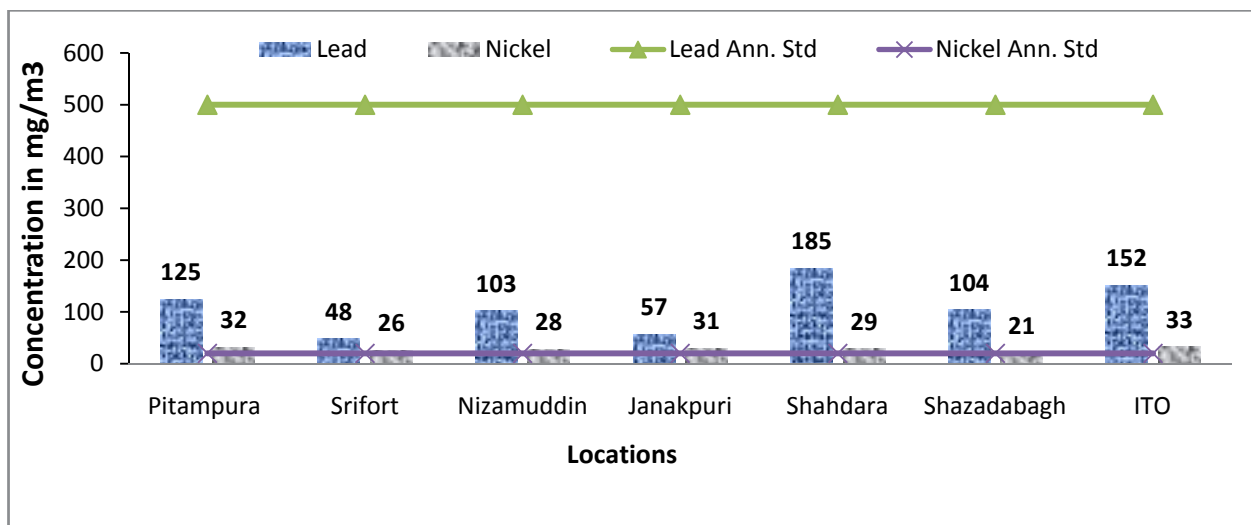 Lead Nickel Lead Ann. Std Nickel Ann. Std
Concentration in mg/m3
600
500
400
300
200
100
0
125 32 48 26 103 28 57 31 185 29 104 21 152 33
Pitampura Srifort Nizamuddin Janakpuri Shahdara Shazadabagh ITO
Locations